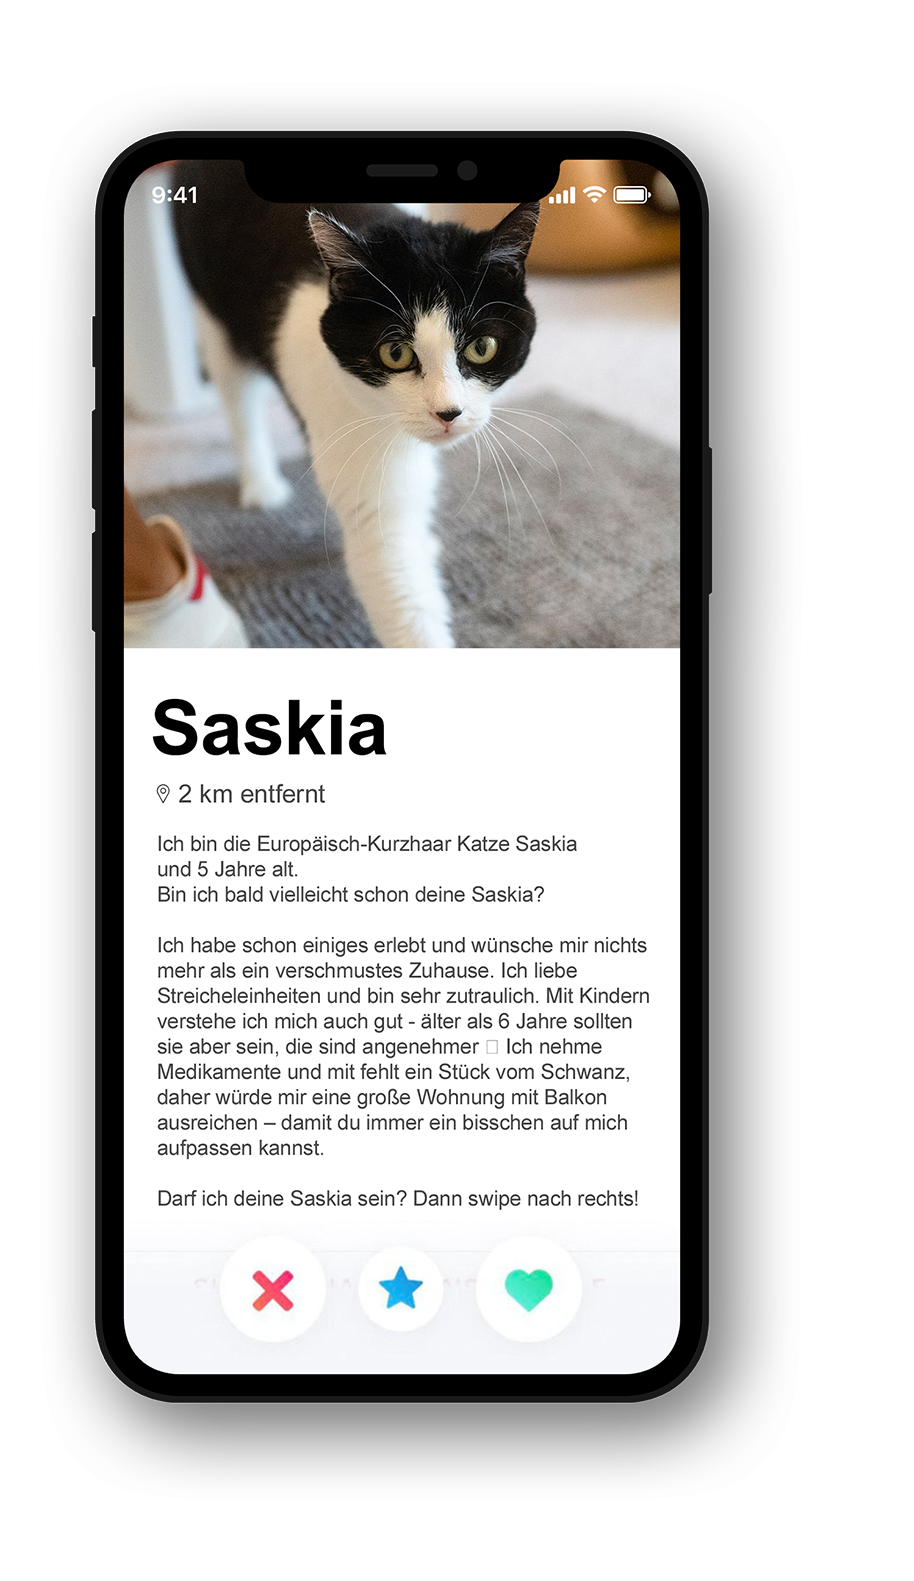 9:41
Saskia
2 km entfernt
Ich bin die Europäisch-Kurzhaar Katze Saskia
und 5 Jahre alt.
Bin ich bald vielleicht schon deine Saskia?
Ich habe schon einiges erlebt und wünsche mir nichts
mehr als ein verschmustes Zuhause. Ich liebe
Streicheleinheiten und bin sehr zutraulich. Mit Kindern
verstehe ich mich auch gut - älter als 6 Jahre sollten
sie aber sein, die sind angenehmer □ Ich nehme
Medikamente und mit fehlt ein Stück vom Schwanz,
daher würde mir eine große Wohnung mit Balkon
ausreichen – damit du immer ein bisschen auf mich
aufpassen kannst.
Darf ich deine Saskia sein? Dann swipe nach rechts!